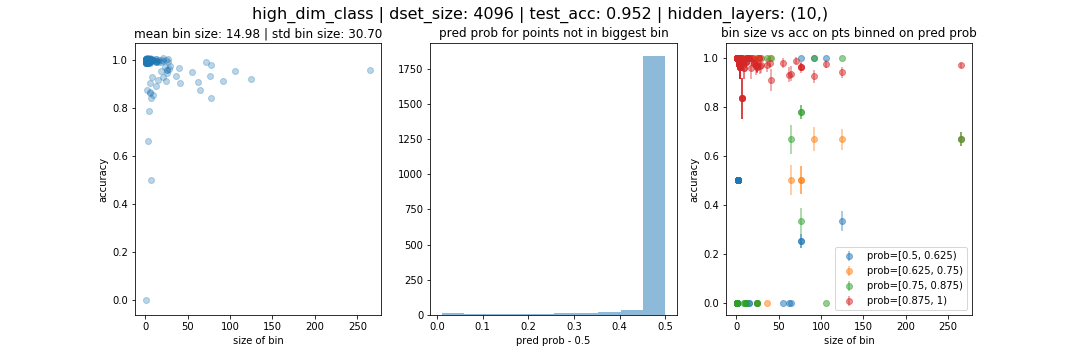 high_dim_class | dset_size: 4096 | test_acc: 0.952 | hidden_layers: (10,)
mean bin size: 14.98 | std bin size: 30.70
1.0
0.8
0.6
0.4
0.2
0.0
accuracy
0 50 100 150 200 250
size of bin
pred prob for points not in biggest bin
1750
1500
1250
1000
750
500
250
0
0.0 0.1 0.2 0.3 0.4 0.5
pred prob - 0.5
bin size vs acc on pts binned on pred prob
1.0
0.8
0.6
0.4
0.2
0.0
accuracy
prob=[0.5, 0.625)
prob=[0.625, 0.75)
prob=[0.75, 0.875)
prob=[0.875, 1)
0 50 100 150 200 250
size of bin